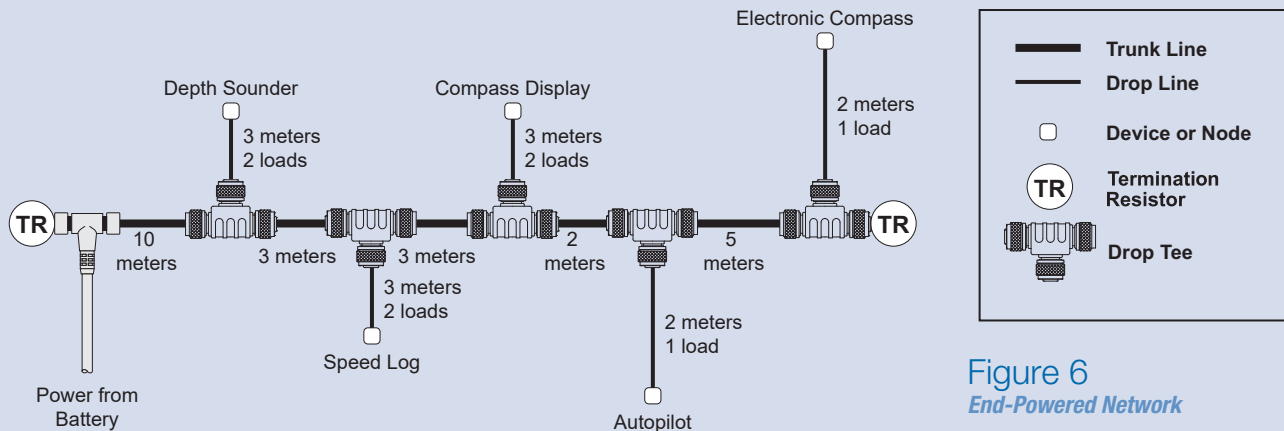 Electronic Compass
Depth Sounder
Compass Display
3 meters
2 loads
3 meters
2 loads
2 meters
1 load
TR
TR
10
meters
3 meters
3 meters
2
meters
5
meters
3 meters
2 loads
2 meters
1 load
Speed Log
Power from
Battery
Autopilot
Trunk Line
Drop Line
Device or Node
TR
Termination
Resistor
Drop Tee
Figure 6
End-Powered Network